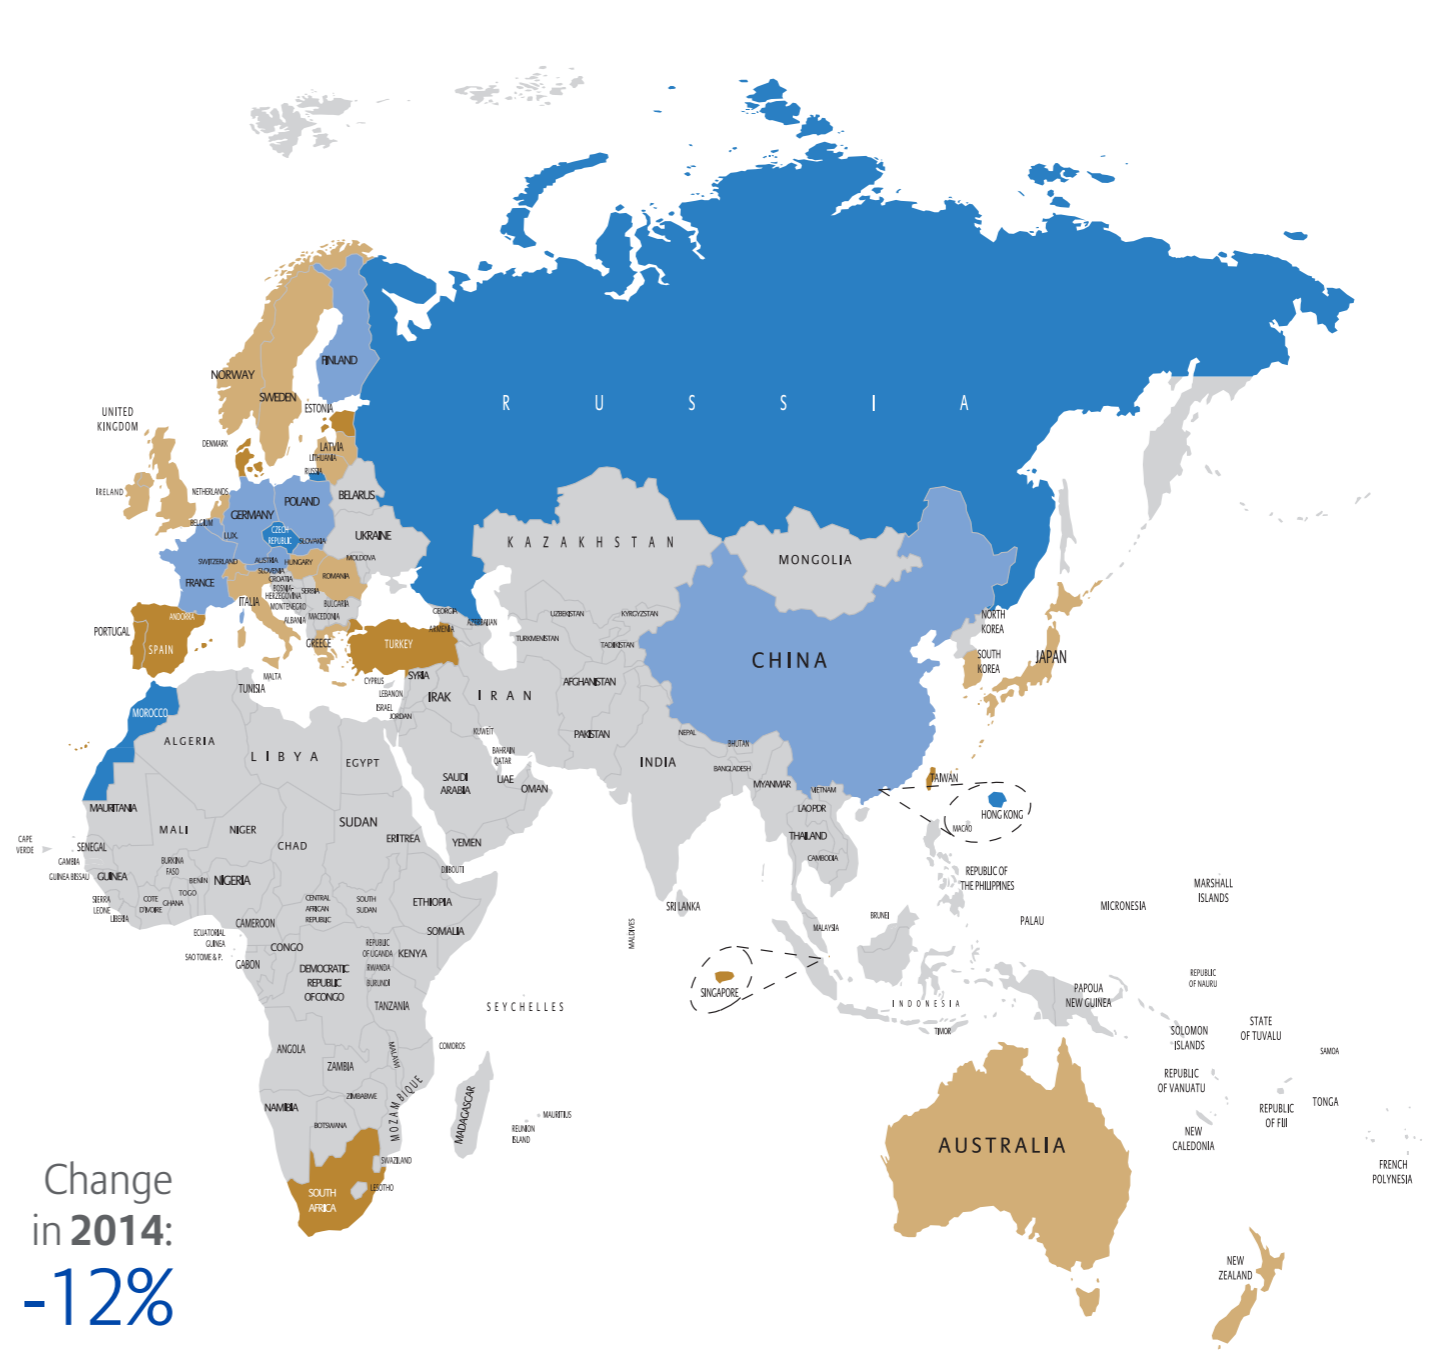 R U S S I A
NORWAY
FINLAND
SWEDEN
ESTONIA
UNITED
KINGDOM
DENMARK
LATVIA
LITHUANIA
RUSSIA
IRELAND
NETHERLANDS
POLAND
BELARUS
BELGIUM
GERMANY
LUX.
CZECH
REPUBLIC
SLOVAKIA
UKRAINE
SWITZERLAND
AUSTRIA
HUNGARY
MOLDOVA
SLOVENIA
FRANCE
CROATIA
ROMANIA
BOSNIA-
HERZEGOVINA
SERBIA
ITALIA
MONTENEGRO
BULGARIA
ANDORRA
ALBANIA
MACEDONIA
PORTUGAL
SPAIN
GREECE
TURKEY
GEORGIA
ARMENIA
AZERBAIJAN
KAZAKHSTAN
MONGOLIA
UZBEKISTAN
KYRGYZSTAN
TURKMENISTAN
TADJIKISTAN
CHINA
NORTH
KOREA
SOUTH
KOREA
JAPAN
MALTA
CYPRUS
SYRIA
LEBANON
ISRAEL
JORDAN
IRAK
I R A N
AFGHANISTAN
PAKISTAN
KUWEIT
BAHRAIN
QATAR
UAE
OMAN
SAUDI
ARABIA
YEMEN
NEPAL
BHUTAN
INDIA
BANGLADESH
MYANMAR
VIETNAM
LAO PDR
THAILAND
CAMBODIA
TAIWAN
HONG KONG
MACAO
MOROCCO
TUNISIA
ALGERIA
L I B Y A
EGYPT
MAURITANIA
MALI
NIGER
CHAD
SUDAN
ERITREA
DJIBOUTI
CAPE
VERDE
SENEGAL
GAMBIA
GUINEA BISSAU
GUINEA
SIERRA
LEONE
LIBERIA
BURKINA
FASO
COTE
D'IVOIRE
GHANA
TOGO
BENIN
NIGERIA
CAMEROON
CENTRAL
AFRICAN
REPUBLIC
SOUTH
SUDAN
ETHIOPIA
SOMALIA
ECUATORIAL
GUINEA
SAO TOME & P.
GABON
CONGO
DEMOCRATIC
REPUBLIC
OF CONGO
REPUBLIC
OF UGANDA
KENYA
RWANDA
BURUNDI
TANZANIA
SEYCHELLES
ANGOLA
ZAMBIA
MALAWI
COMOROS
MOZAMBIQUE
ZIMBABWE
NAMIBIA
BOTSWANA
MADAGASCAR
MAURITIUS
REUNION
ISLAND
SWAZILAND
LESOTHO
SOUTH
AFRICA
SRI LANKA
MALDIVES
SINGAPORE
MALAYSIA
BRUNEI
REPUBLIC OF
THE PHILIPPINES
PALAU
MICRONESIA
MARSHALL
ISLANDS
I N D O N E S I A
TIMOR
PAPOUA
NEW GUINEA
REPUBLIC
OF NAURU
SOLOMON
ISLANDS
STATE
OF TUVALU
SAMOA
REPUBLIC
OF VANUATU
REPUBLIC
OF FIJI
TONGA
NEW
CALEDONIA
FRENCH
POLYNESIA
AUSTRALIA
NEW
ZEALAND
Change
in 2014:
-12%